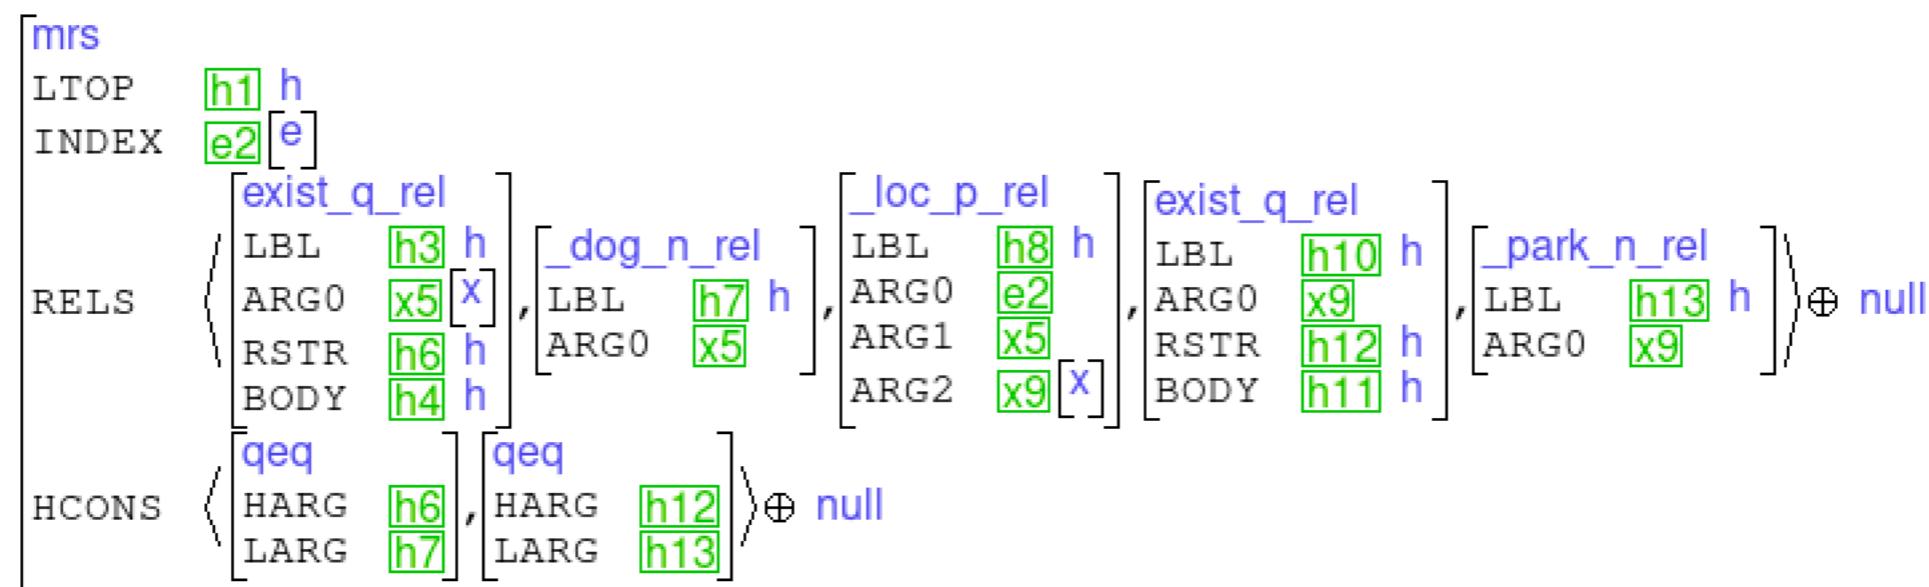 mrs
LTOP h1 h
INDEX e2 [e]
exist_q_rel _loc_p_rel exist_q_rel
LBL h3 h _dog_n_rel LBL h8 h LBL h10 h _park_n_rel
RELS ⟨ ARG0 x5 [x] , LBL h7 h , ARG0 e2 , ARG0 x9 , LBL h13 h ⟩ ⊕ null
RSTR h6 h ARG0 x5 ARG1 x5 RSTR h12 h ARG0 x9
BODY h4 h ARG2 x9 [x] BODY h11 h
qeq qeq
HCONS ⟨ HARG h6 , HARG h12 ⟩ ⊕ null
LARG h7 LARG h13